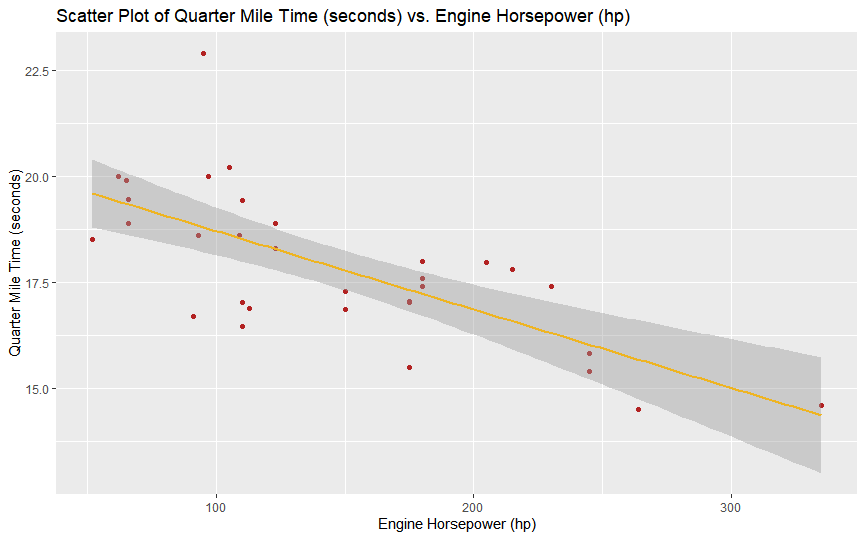 Scatter Plot of Quarter Mile Time (seconds) vs. Engine Horsepower (hp)
22.5
20.0
17.5
15.0
Quarter Mile Time (seconds)
100 200 300
Engine Horsepower (hp)